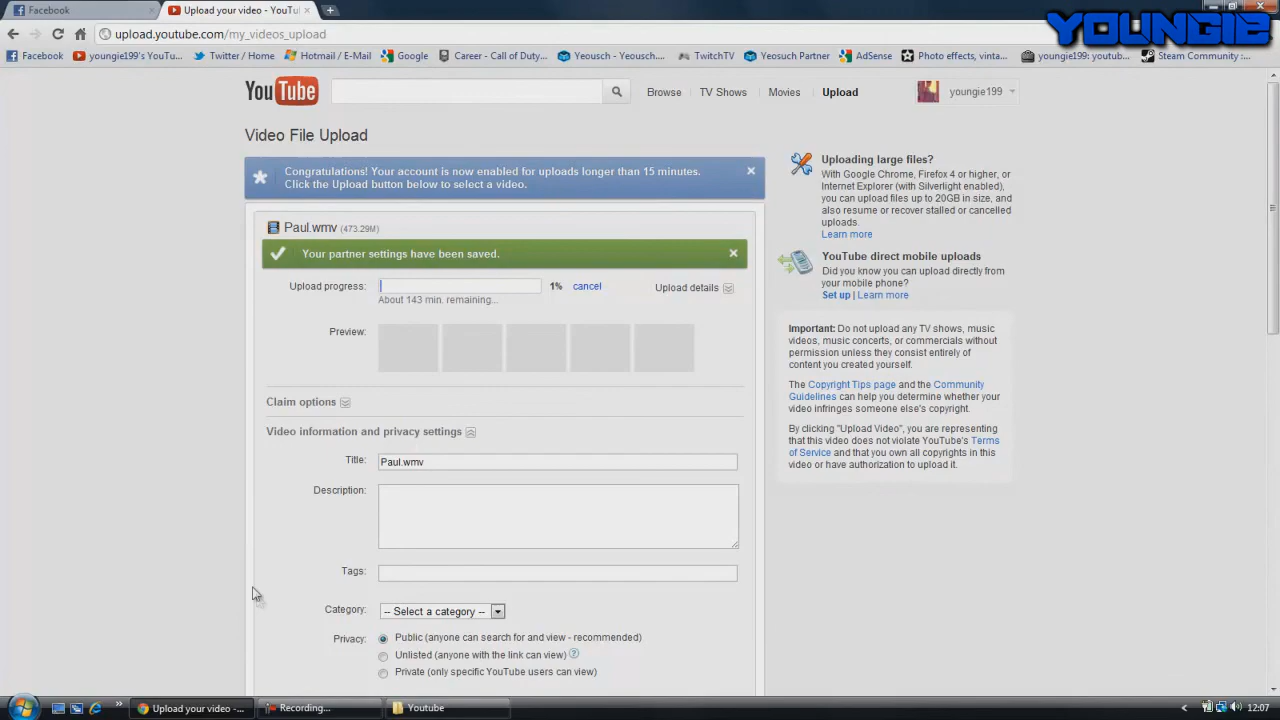 Facebook
Upload your video - YouTu
YOUNGIE
upload.youtube.com/my_videos_upload
Facebook
youngie199's YouTu...
Twitter / Home
Hotmail / E-Mail
Google
Career - Call of Duty...
Yeousch - Yeousch....
TwitchTV
Yeosuch Partner
AdSense
Photo effects, vinta...
youngie199: youtub...
Steam Community :...
YouTube
Browse
TV Shows
Movies
Upload
youngie199
Video File Upload
Congratulations! Your account is now enabled for uploads longer than 15 minutes.
Click the Upload button below to select a video.
Paul.wmv (473.29M)
Your partner settings have been saved.
Upload progress:
1%
cancel
Upload details
About 143 min. remaining...
Preview:
Claim options
Video information and privacy settings
Title:
Paul.wmv
Description:
Tags:
Category:
-- Select a category --
Privacy:
Public (anyone can search for and view - recommended)
Unlisted (anyone with the link can view)
Private (only specific YouTube users can view)
Uploading large files?
With Google Chrome, Firefox 4 or higher, or
Internet Explorer (with Silverlight enabled),
you can upload files up to 20GB in size, and
also resume or recover stalled or cancelled
uploads.
Learn more
YouTube direct mobile uploads
Did you know you can upload directly from
your mobile phone?
Set up | Learn more
Important: Do not upload any TV shows, music
videos, music concerts, or commercials without
permission unless they consist entirely of
content you created yourself.
The Copyright Tips page and the Community
Guidelines can help you determine whether your
video infringes someone else's copyright.
By clicking "Upload Video", you are representing
that this video does not violate YouTube's Terms
of Service and that you own all copyrights in this
video or have authorization to upload it.
Upload your video -...
Recording...
Youtube
12:07